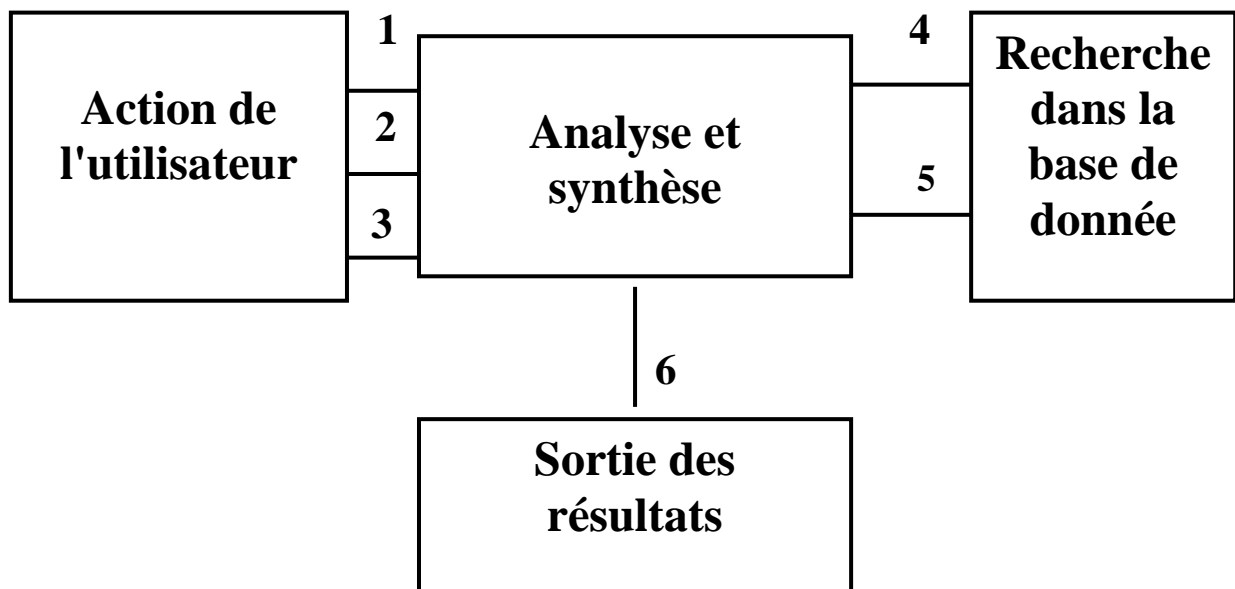 Action de
l'utilisateur
1
2
3
Analyse et
synthèse
4
5
Recherche
dans la
base de
donnée
6
Sortie des
résultats